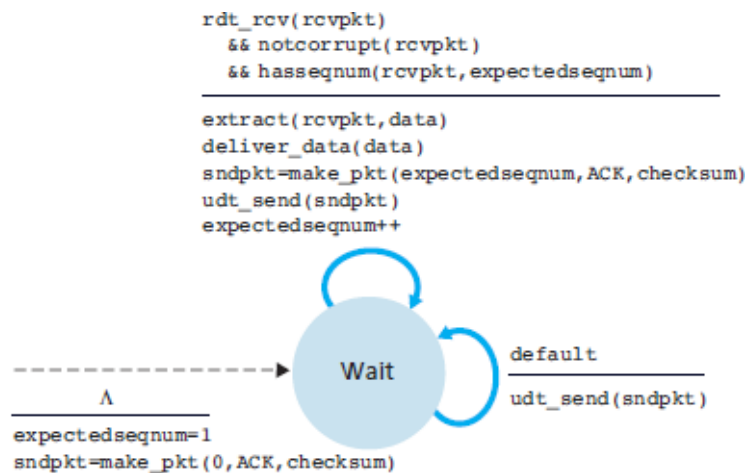 rdt_rcv(rcvpkt)
&& notcorrupt(rcvpkt)
&& hasseqnum(rcvpkt,expectedseqnum)
extract(rcvpkt,data)
deliver_data(data)
sndpkt=make_pkt(expectedseqnum,ACK,checksum)
udt_send(sndpkt)
expectedseqnum++
Wait
default
udt_send(sndpkt)
Λ
expectedseqnum=1
sndpkt=make_pkt(0,ACK,checksum)